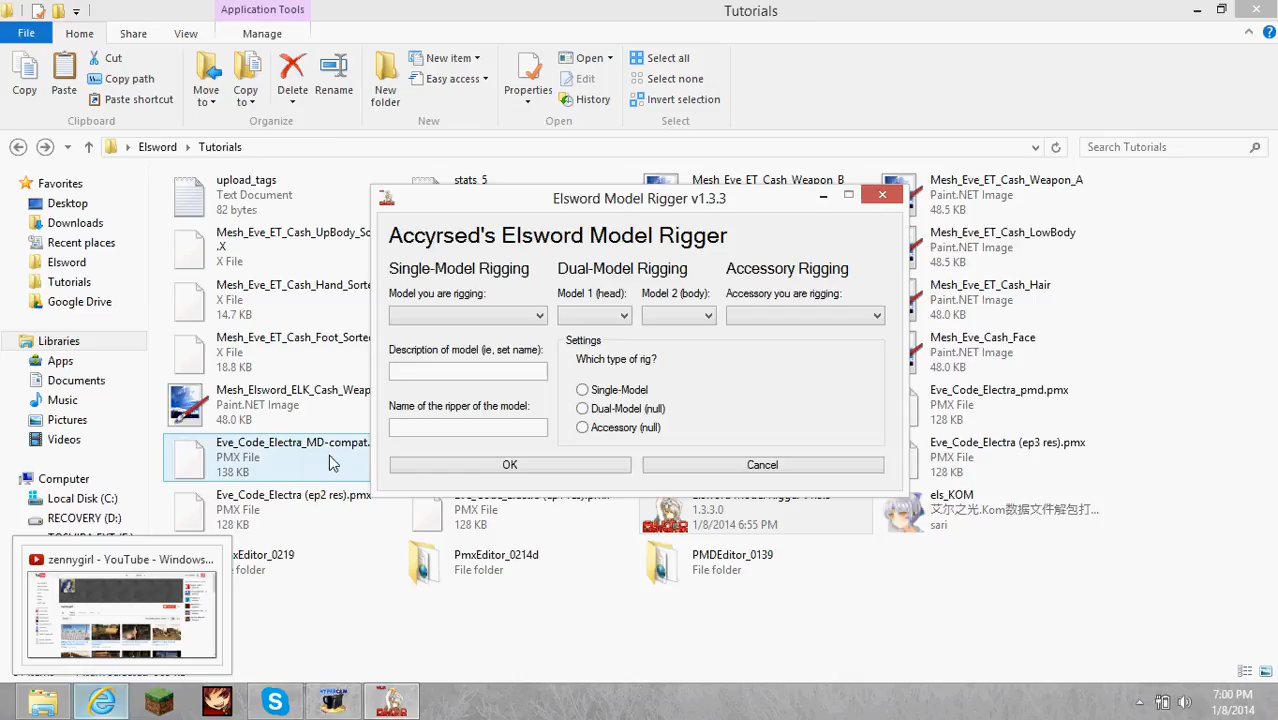 Application Tools
Tutorials
File
Home
Share
View
Manage
Copy
Paste
Cut
Copy path
Paste shortcut
Clipboard
Move to
Copy to
Delete
Rename
Organize
New folder
New item
Easy access
New
Properties
Open
Edit
History
Open
Select all
Select none
Invert selection
Select
Elsword
Tutorials
Search Tutorials
Favorites
Desktop
Downloads
Recent places
Elsword
Tutorials
Google Drive
Libraries
Apps
Documents
Music
Pictures
Videos
Computer
Local Disk (C:)
RECOVERY (D:)
upload_tags
Text Document
82 bytes
stats 5
Mesh_Eve_ET_Cash_Weapon_B
Mesh_Eve_ET_Cash_Weapon_A
Paint.NET Image
48.5 KB
Mesh_Eve_ET_Cash_UpBody_So
.X
X File
Mesh_Eve_ET_Cash_LowBody
Paint.NET Image
48.5 KB
Mesh_Eve_ET_Cash_Hand_Sorte
X File
14.7 KB
Mesh_Eve_ET_Cash_Hair
Paint.NET Image
48.0 KB
Mesh_Eve_ET_Cash_Foot_Sorte
X File
18.8 KB
Mesh_Eve_ET_Cash_Face
Paint.NET Image
48.0 KB
Mesh_Elsword_ELK_Cash_Weap
Paint.NET Image
48.0 KB
Eve_Code_Electra_pmd.pmx
PMX File
128 KB
Eve_Code_Electra_MD-compat.
PMX File
138 KB
Eve_Code_Electra (ep3 res).pmx
PMX File
128 KB
Eve_Code_Electra (ep2 res).pmx
PMX File
128 KB
PMX File
128 KB
1.3.3.0
1/8/2014 6:55 PM
els_KOM
艾尔之光.Kom数据文件解包打...
sari
xEditor_0219
le folder
PmxEditor_0214d
File folder
PMDEditor_0139
File folder
Elsword Model Rigger v1.3.3
Accyrsed's Elsword Model Rigger
Single-Model Rigging
Dual-Model Rigging
Accessory Rigging
Model you are rigging:
Model 1 (head):
Model 2 (body):
Accessory you are rigging:
Description of model (ie, set name):
Name of the ripper of the model:
Settings
Which type of rig?
Single-Model
Dual-Model (null)
Accessory (null)
OK
Cancel
zennygirl - YouTube - Windows...
7:00 PM
1/8/2014